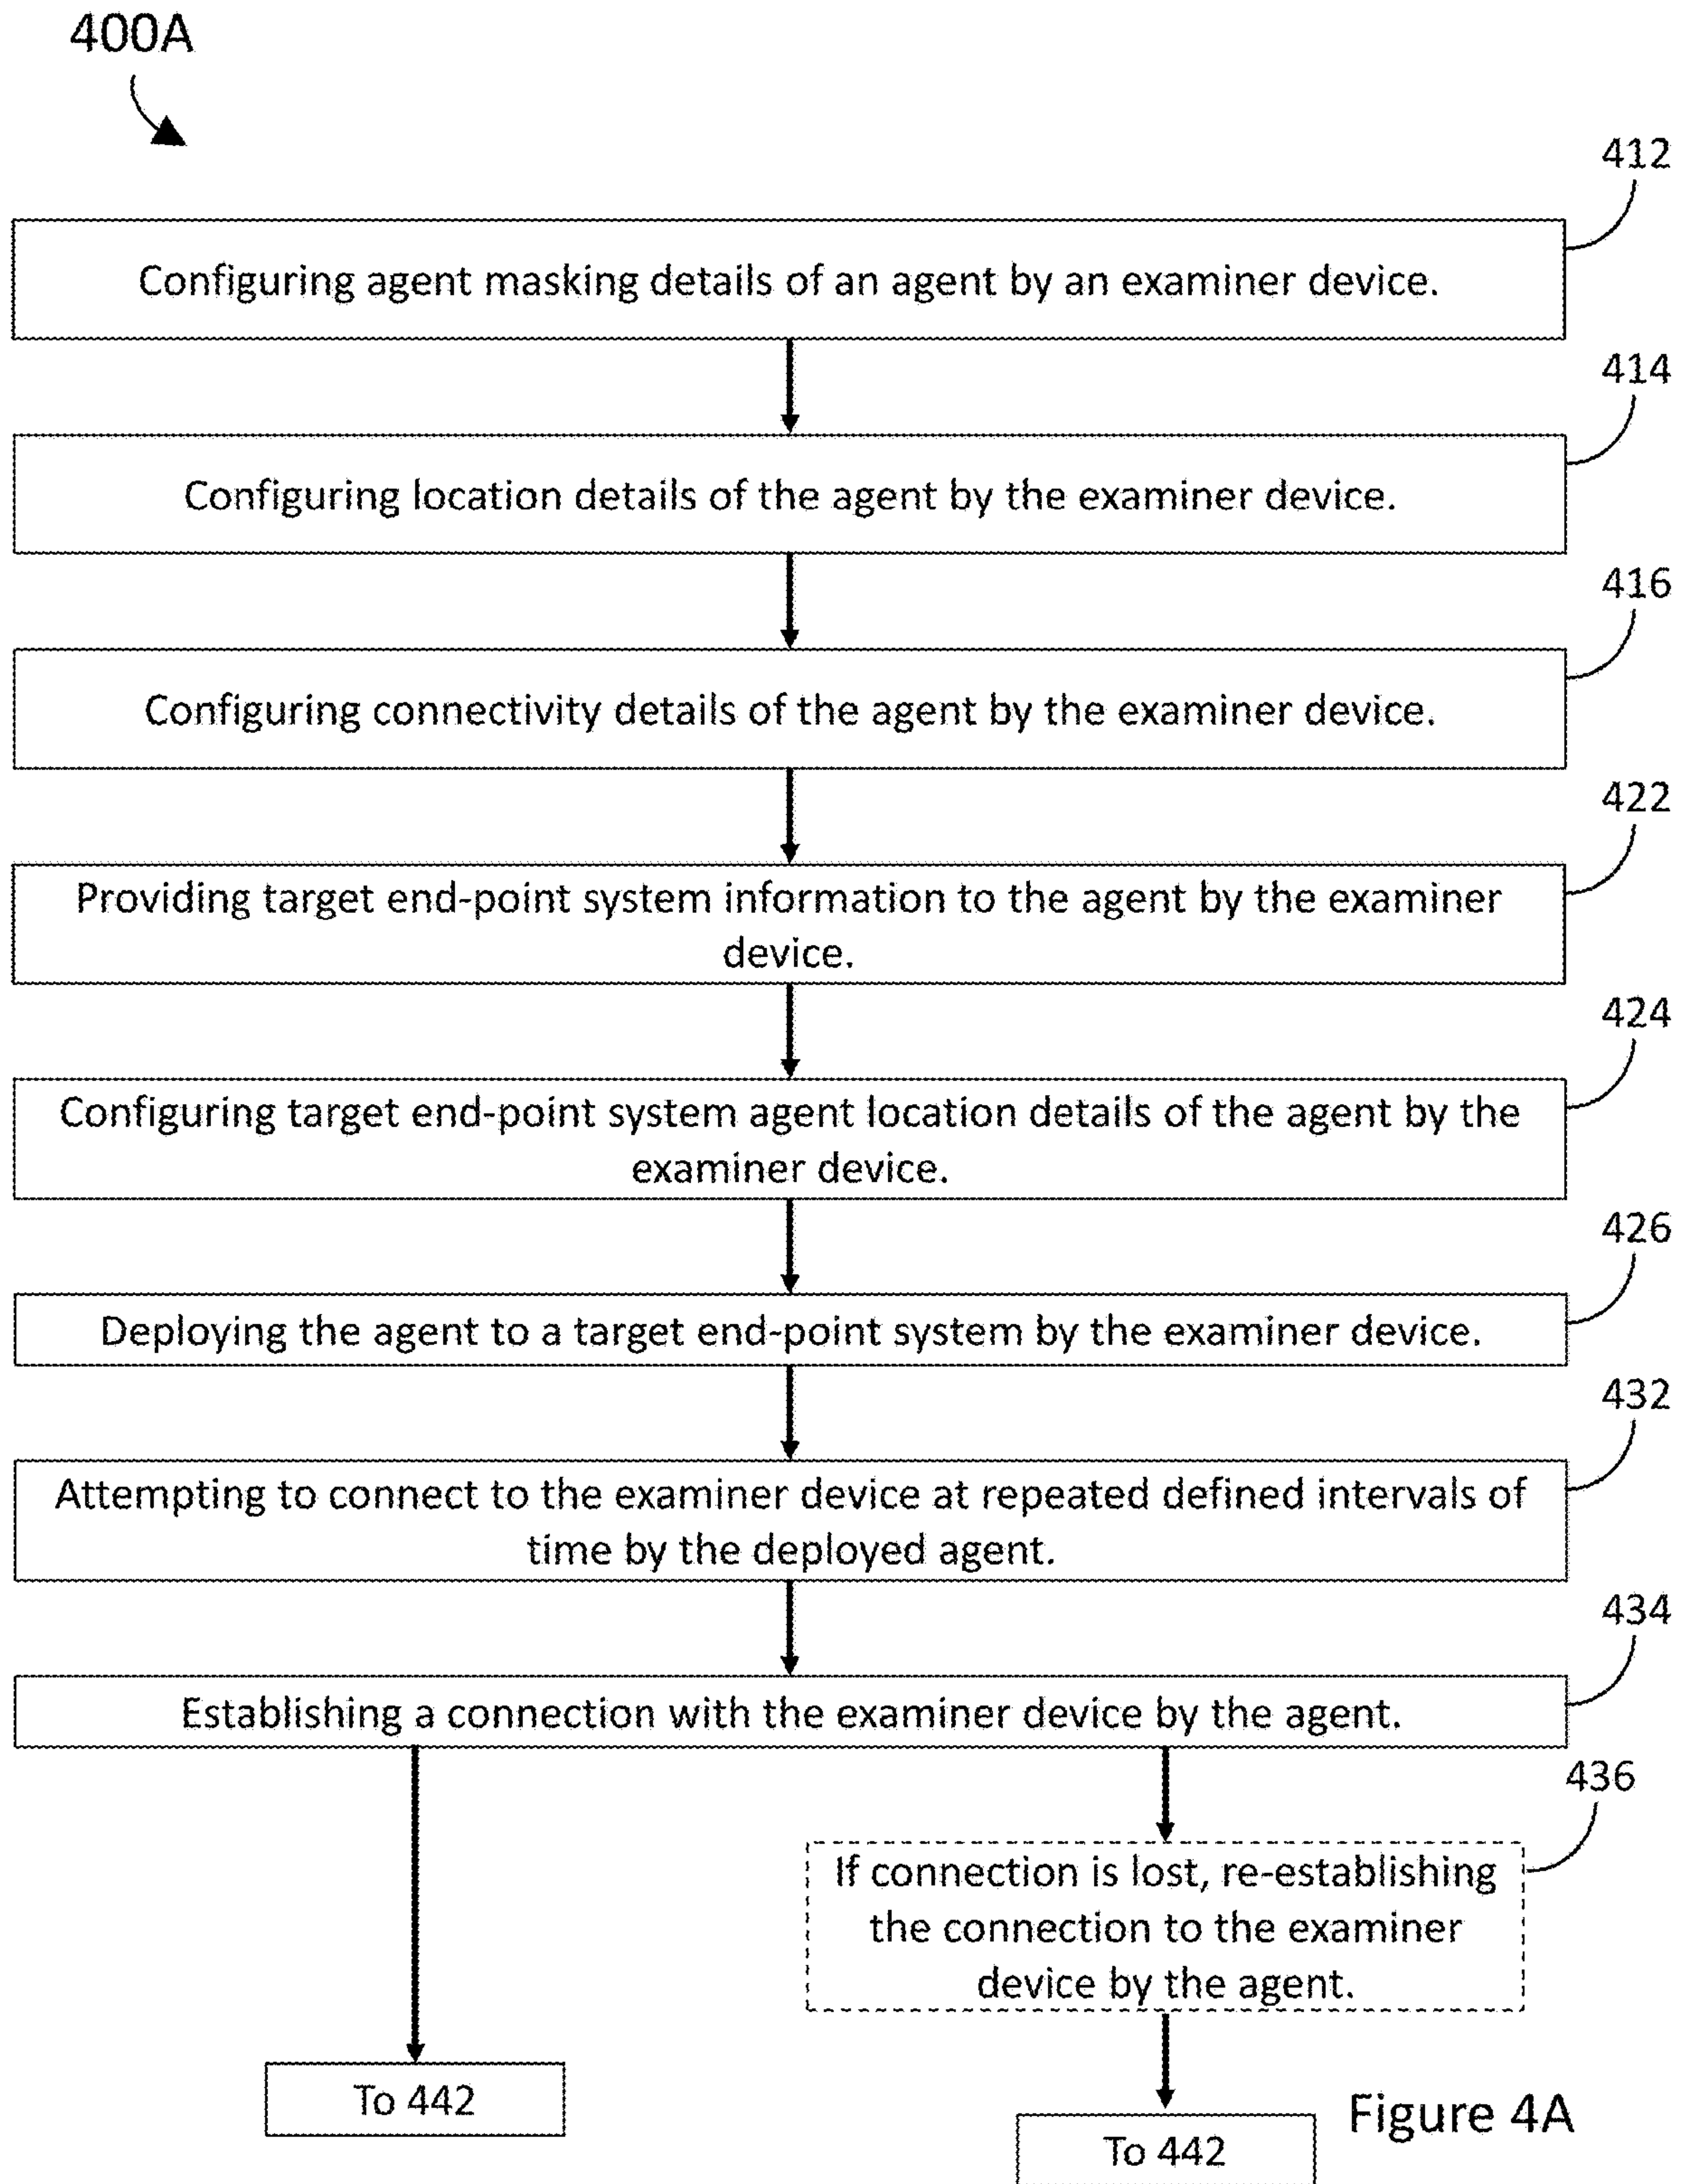 400A
412
Configuring agent masking details of an agent by an examiner device.
414
Configuring location details of the agent by the examiner device.
416
Configuring connectivity details of the agent by the examiner device.
422
Providing target end-point system information to the agent by the examiner
device.
424
Configuring target end-point system agent location details of the agent by the
examiner device.
426
Deploying the agent to a target end-point system by the examiner device.
432
Attempting to connect to the examiner device at repeated defined intervals of
time by the deployed agent.
434
Establishing a connection with the examiner device by the agent.
436
If connection is lost, re-establishing
the connection to the examiner
device by the agent.
To 442
To 442
Figure 4A